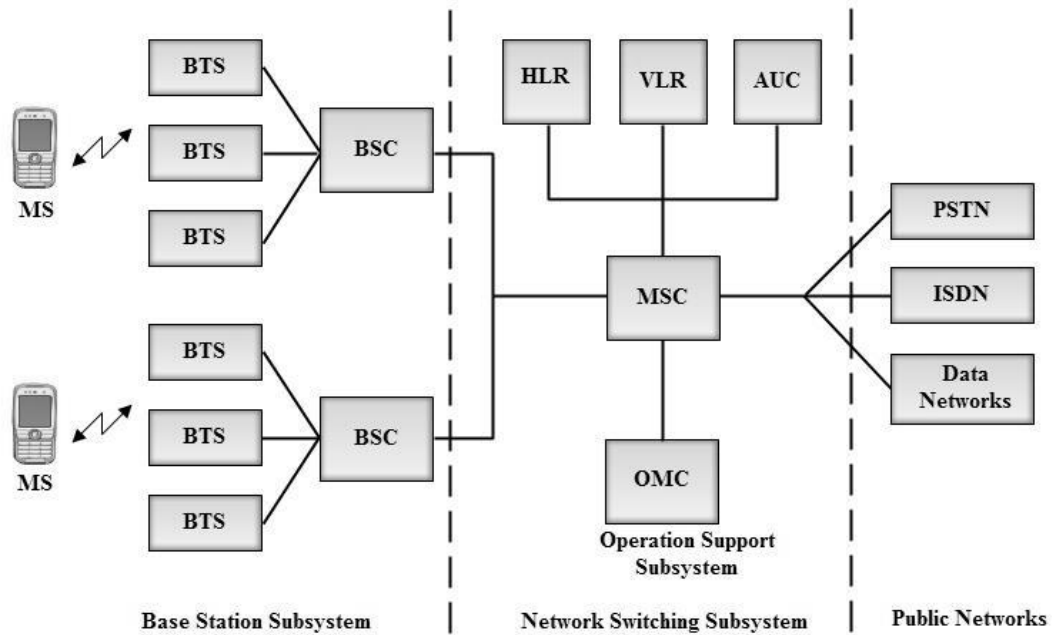 BTS
BTS
BTS
BSC
MS
BTS
BTS
BTS
BSC
MS
Base Station Subsystem
HLR
VLR
AUC
MSC
OMC
Operation Support
Subsystem
Network Switching Subsystem
PSTN
ISDN
Data
Networks
Public Networks